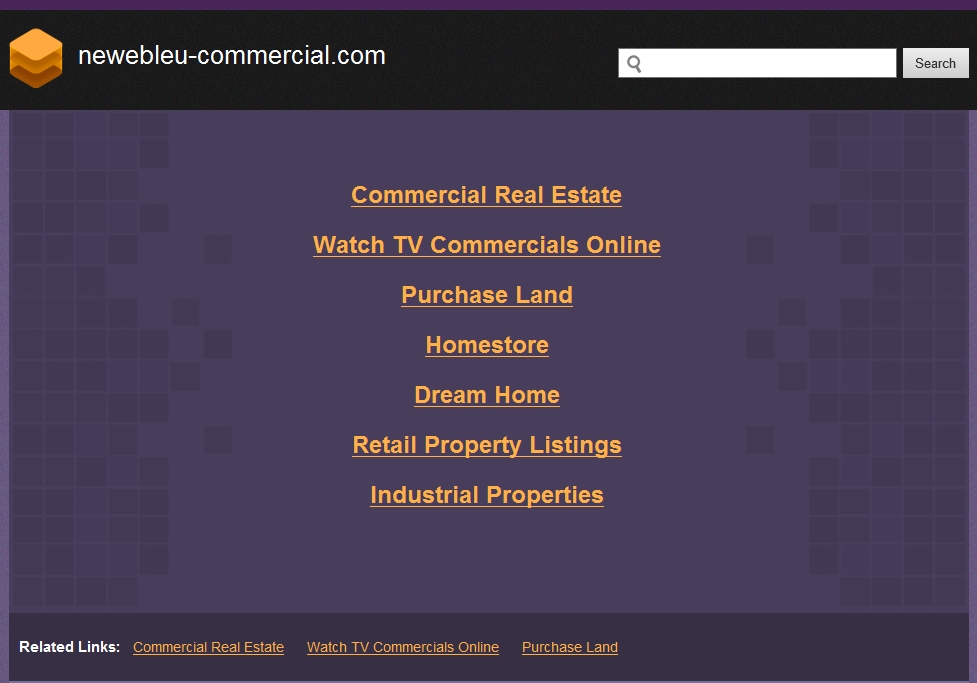 newebleu-commercial.com
Search
Commercial Real Estate
Watch TV Commercials Online
Purchase Land
Homestore
Dream Home
Retail Property Listings
Industrial Properties
Related Links: Commercial Real Estate Watch TV Commercials Online Purchase Land